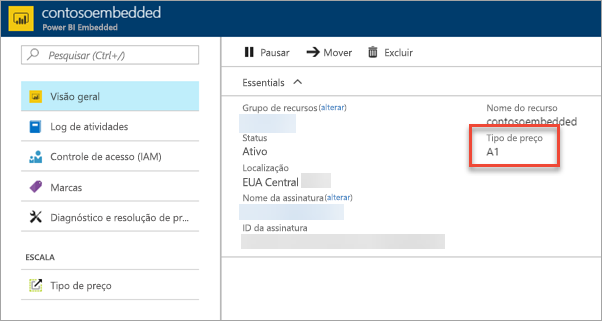 contosoembedded
Power BI Embedded
Pesquisar (Ctrl+/)
Visão geral
Log de atividades
Controle de acesso (IAM)
Marcas
Diagnóstico e resolução de pr...
ESCALA
Tipo de preço
Pausar
Mover
Excluir
Essentials
Grupo de recursos (alterar)
Status
Ativo
Localização
EUA Central
Nome da assinatura (alterar)
ID da assinatura
Nome do recurso
contosoembedded
Tipo de preço
A1